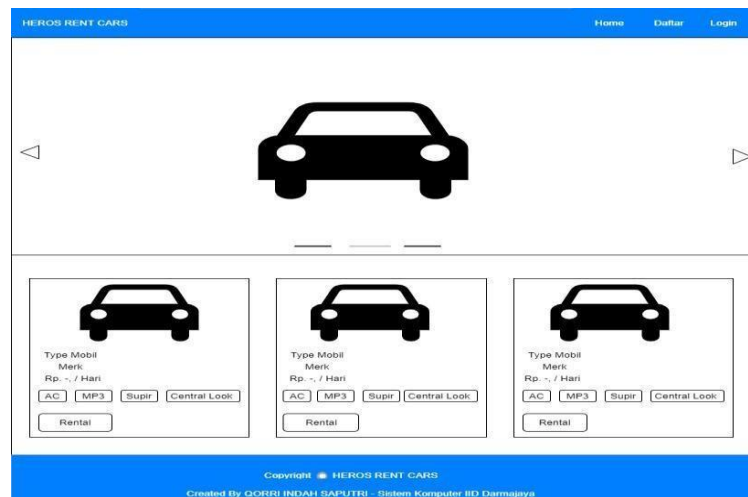 HEROS RENT CARS Home Daftar Login
Type Mobil
Merk
Rp. -, / Hari
AC MP3 Supir Central Look
Rental
Type Mobil
Merk
Rp. -, / Hari
AC MP3 Supir Central Look
Rental
Type Mobil
Merk
Rp. -, / Hari
AC MP3 Supir Central Look
Rental
Copyright HEROS RENT CARS
Created By QORRI INDAH SAPUTRI - Sistem Komputer IID Darmajaya